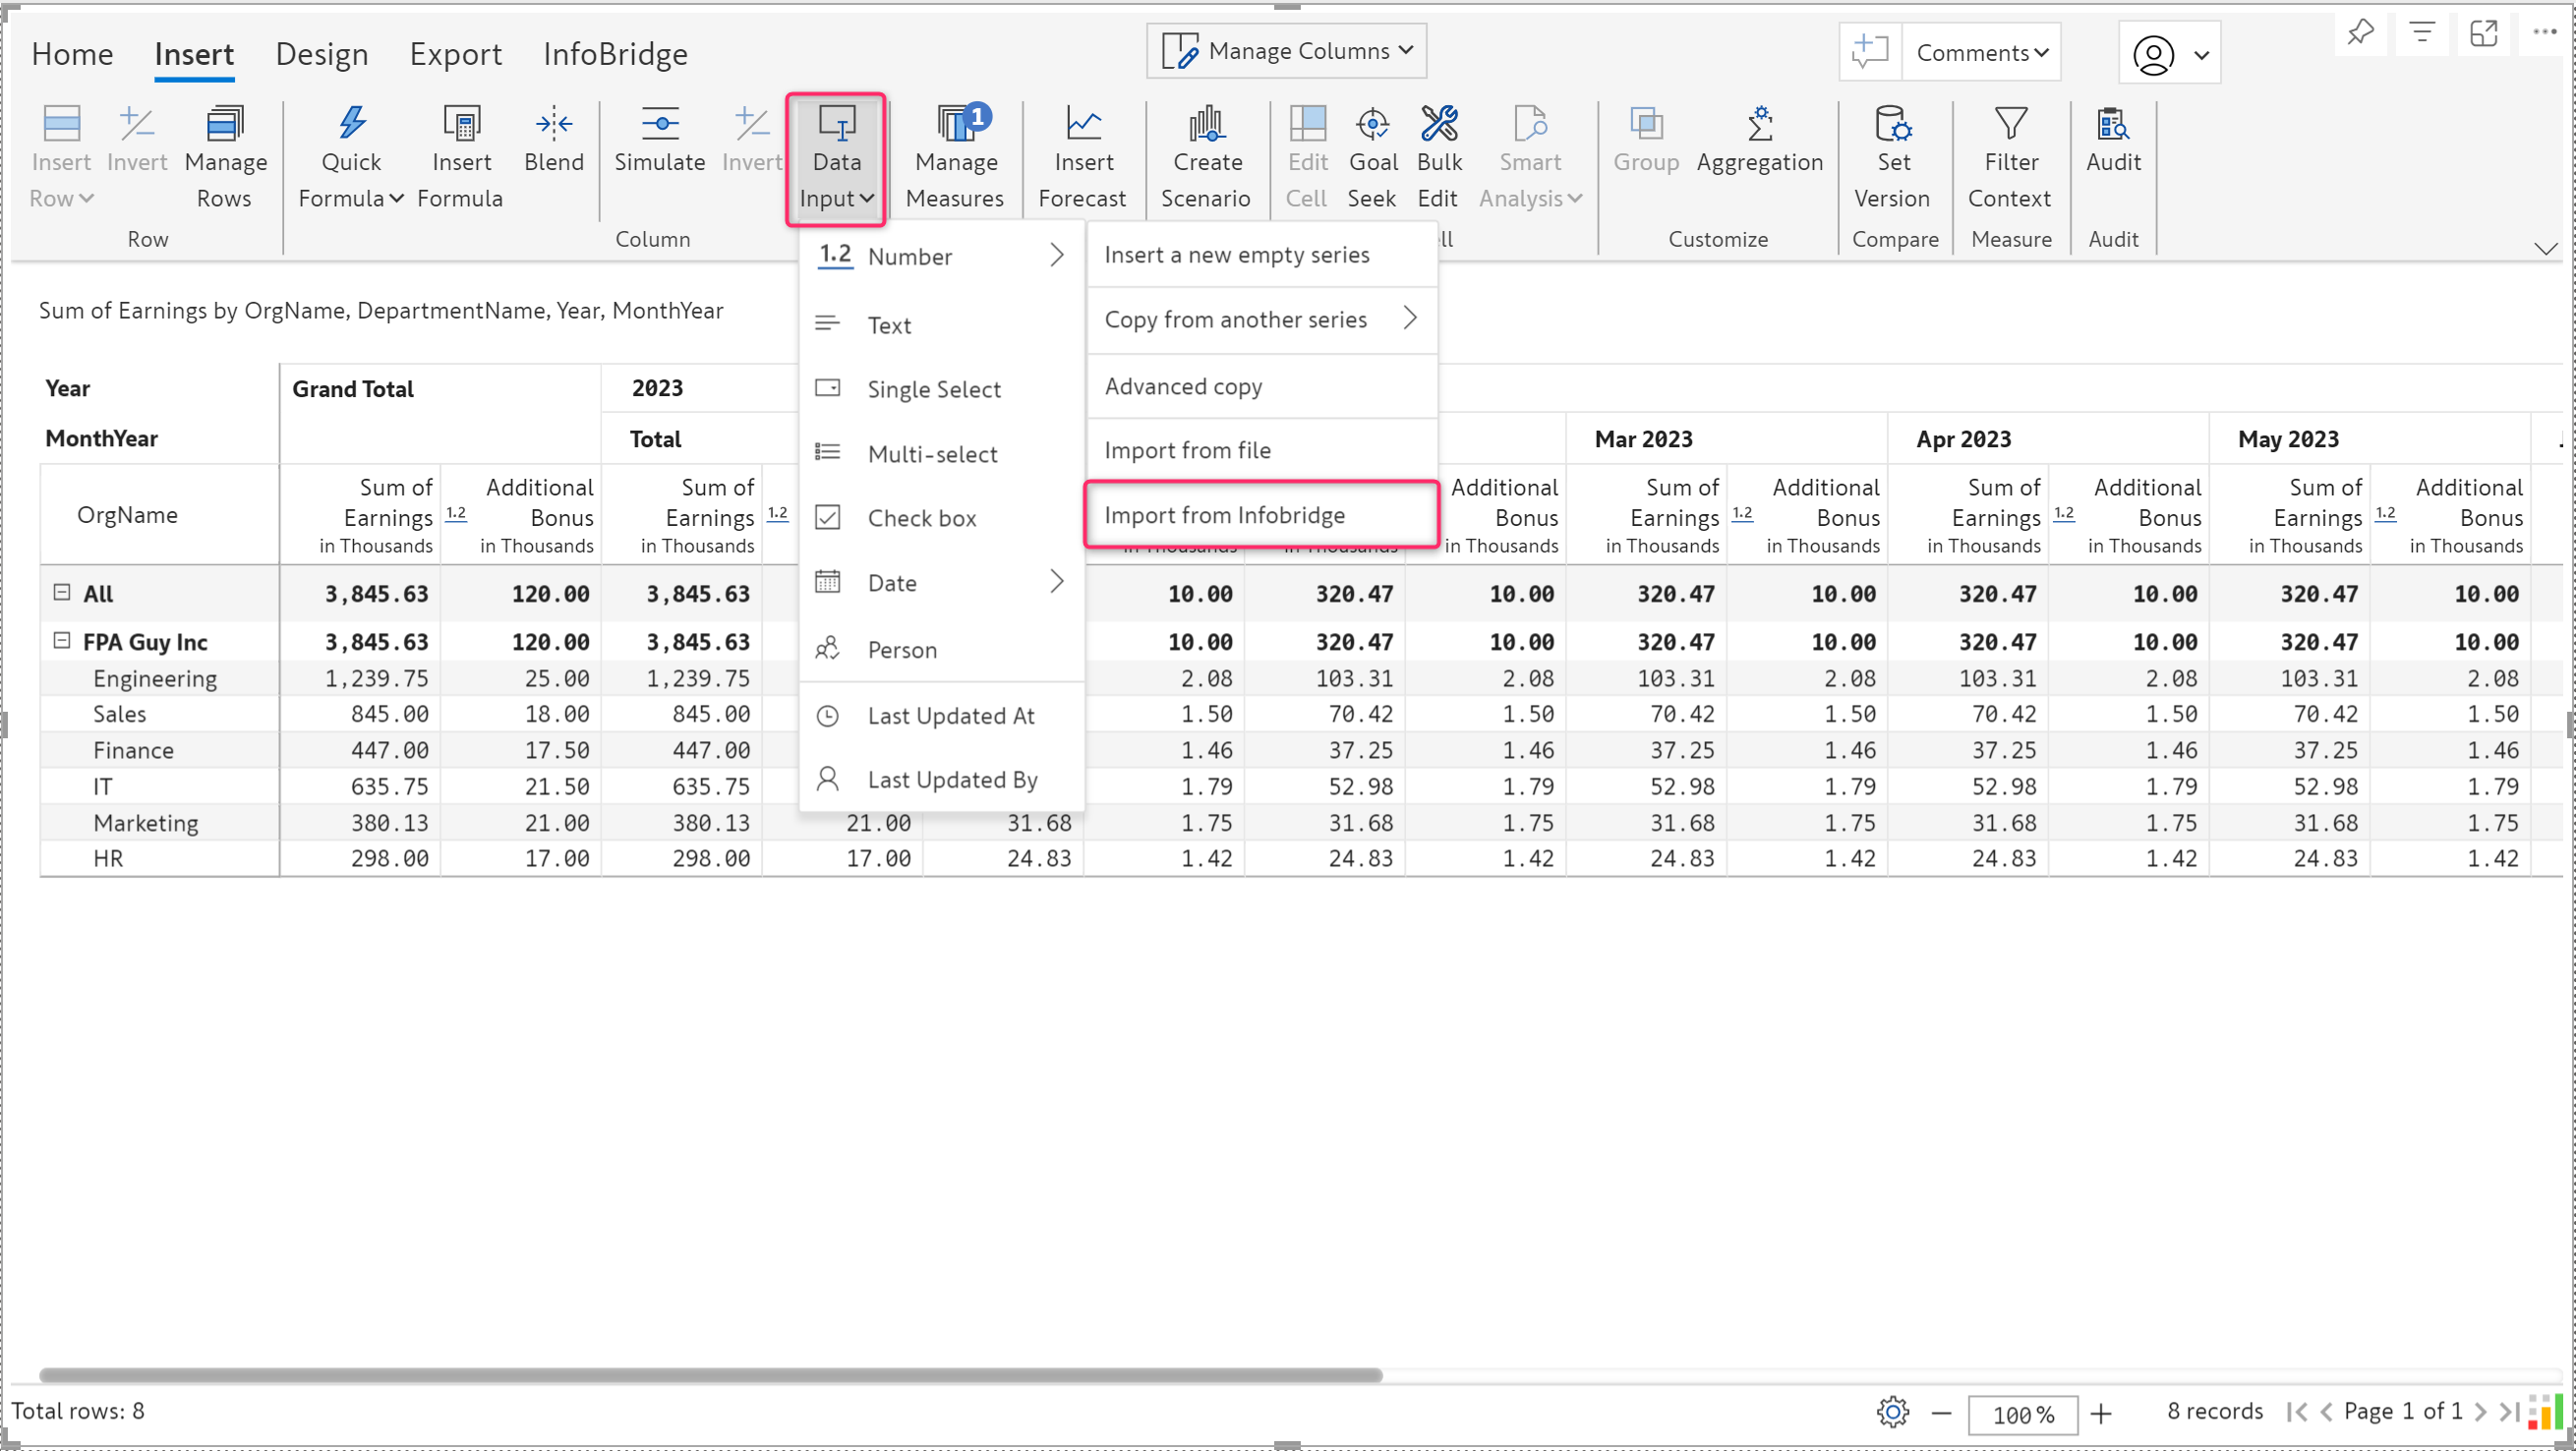 Home Insert Design Export InfoBridge Manage Columns Comments
Insert Row Invert Manage Rows Quick Formula Insert Formula Blend Simulate Invert Data Input Manage Measures 1 Insert Forecast Create Scenario Edit Cell Goal Seek Bulk Edit Smart Analysis Group Aggregation Set Version Filter Context Audit
Row Column ll Customize Compare Measure Audit
1.2 Number
Text
Single Select
Multi-select
Check box
Date
Person
Last Updated At
Last Updated By
Insert a new empty series
Copy from another series
Advanced copy
Import from file
Import from Infobridge
Sum of Earnings by OrgName, DepartmentName, Year, MonthYear
Year Grand Total 2023
MonthYear Total Mar 2023 Apr 2023 May 2023
OrgName Sum of Earnings in Thousands 1.2 Additional Bonus in Thousands Sum of Earnings in Thousands 1.2 in Thousands in Thousands Additional Bonus in Thousands Sum of Earnings in Thousands 1.2 Additional Bonus in Thousands Sum of Earnings in Thousands 1.2 Additional Bonus in Thousands Sum of Earnings in Thousands 1.2 Additional Bonus in Thousands
All 3,845.63 120.00 3,845.63 10.00 320.47 10.00 320.47 10.00 320.47 10.00 320.47 10.00
FPA Guy Inc 3,845.63 120.00 3,845.63 10.00 320.47 10.00 320.47 10.00 320.47 10.00 320.47 10.00
Engineering 1,239.75 25.00 1,239.75 2.08 103.31 2.08 103.31 2.08 103.31 2.08 103.31 2.08
Sales 845.00 18.00 845.00 1.50 70.42 1.50 70.42 1.50 70.42 1.50 70.42 1.50
Finance 447.00 17.50 447.00 1.46 37.25 1.46 37.25 1.46 37.25 1.46 37.25 1.46
IT 635.75 21.50 635.75 1.79 52.98 1.79 52.98 1.79 52.98 1.79 52.98 1.79
Marketing 380.13 21.00 380.13 21.00 31.68 1.75 31.68 1.75 31.68 1.75 31.68 1.75 31.68 1.75
HR 298.00 17.00 298.00 17.00 24.83 1.42 24.83 1.42 24.83 1.42 24.83 1.42 24.83 1.42
Total rows: 8 100% 8 records Page 1 of 1